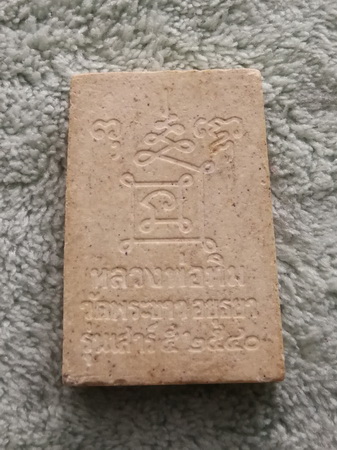 หลวงพ่อทิม
วัดพระขาว อยุธยา
รุ่นเสาร์ ๕ ๒๕๔๐